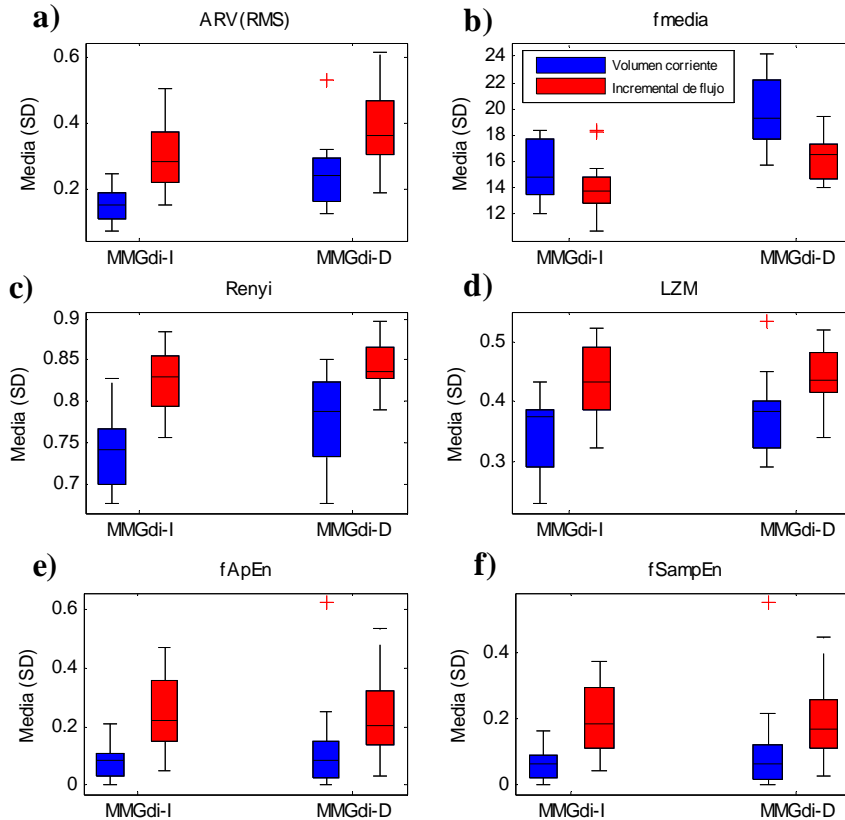 a)
ARV(RMS)
Media (SD)
0.6
0.4
0.2
MMGdi-I
MMGdi-D
b)
fmedia
Media (SD)
24
22
20
18
16
14
12
Volumen corriente
Incremental de flujo
MMGdi-I
MMGdi-D
c)
Renyi
Media (SD)
0.9
0.85
0.8
0.75
0.7
MMGdi-I
MMGdi-D
d)
LZM
Media (SD)
0.5
0.4
0.3
MMGdi-I
MMGdi-D
e)
fApEn
Media (SD)
0.6
0.4
0.2
0
MMGdi-I
MMGdi-D
f)
fSampEn
Media (SD)
0.4
0.2
0
MMGdi-I
MMGdi-D